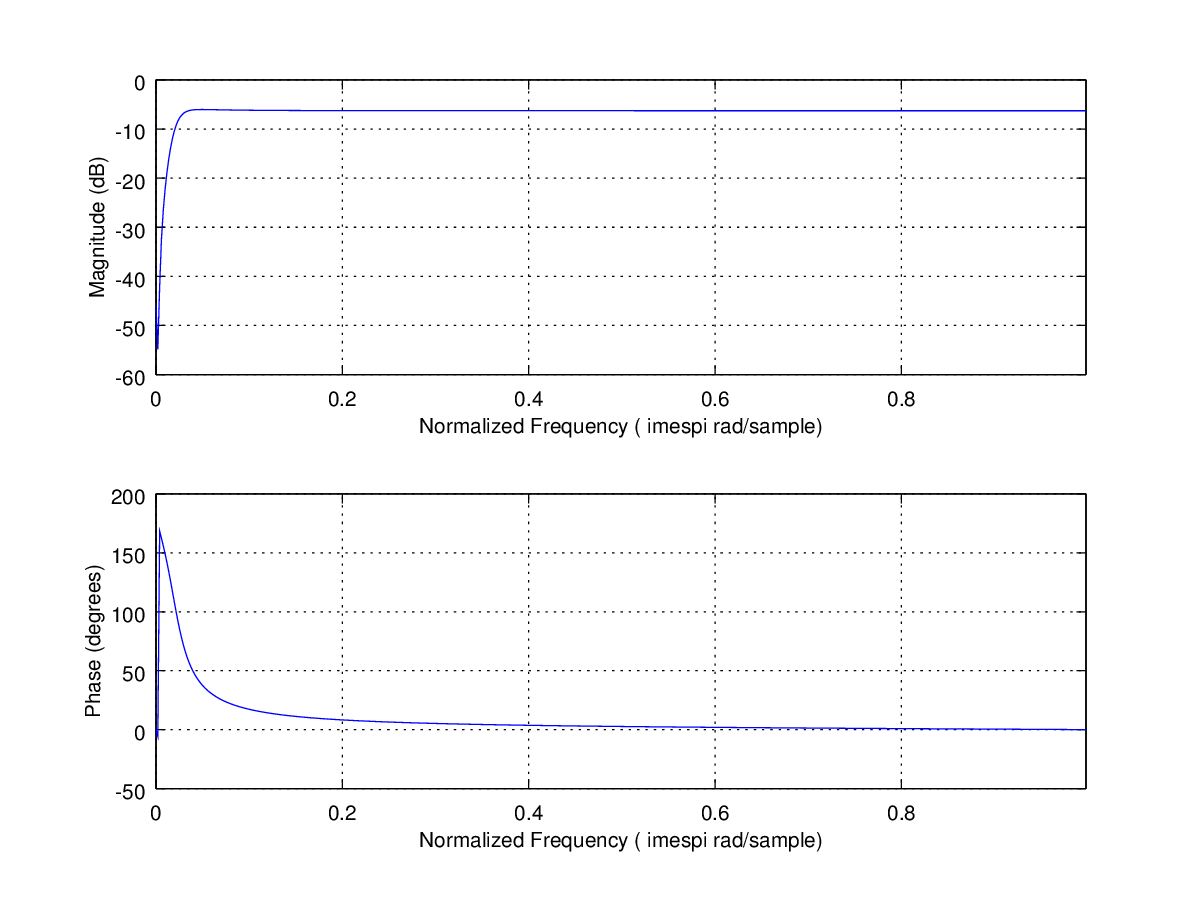 0
-10
-20
-30
-40
-50
-60
Magnitude (dB)
0 0.2 0.4 0.6 0.8
Normalized Frequency ( imespi rad/sample)
200
150
100
50
0
-50
Phase (degrees)
0 0.2 0.4 0.6 0.8
Normalized Frequency ( imespi rad/sample)